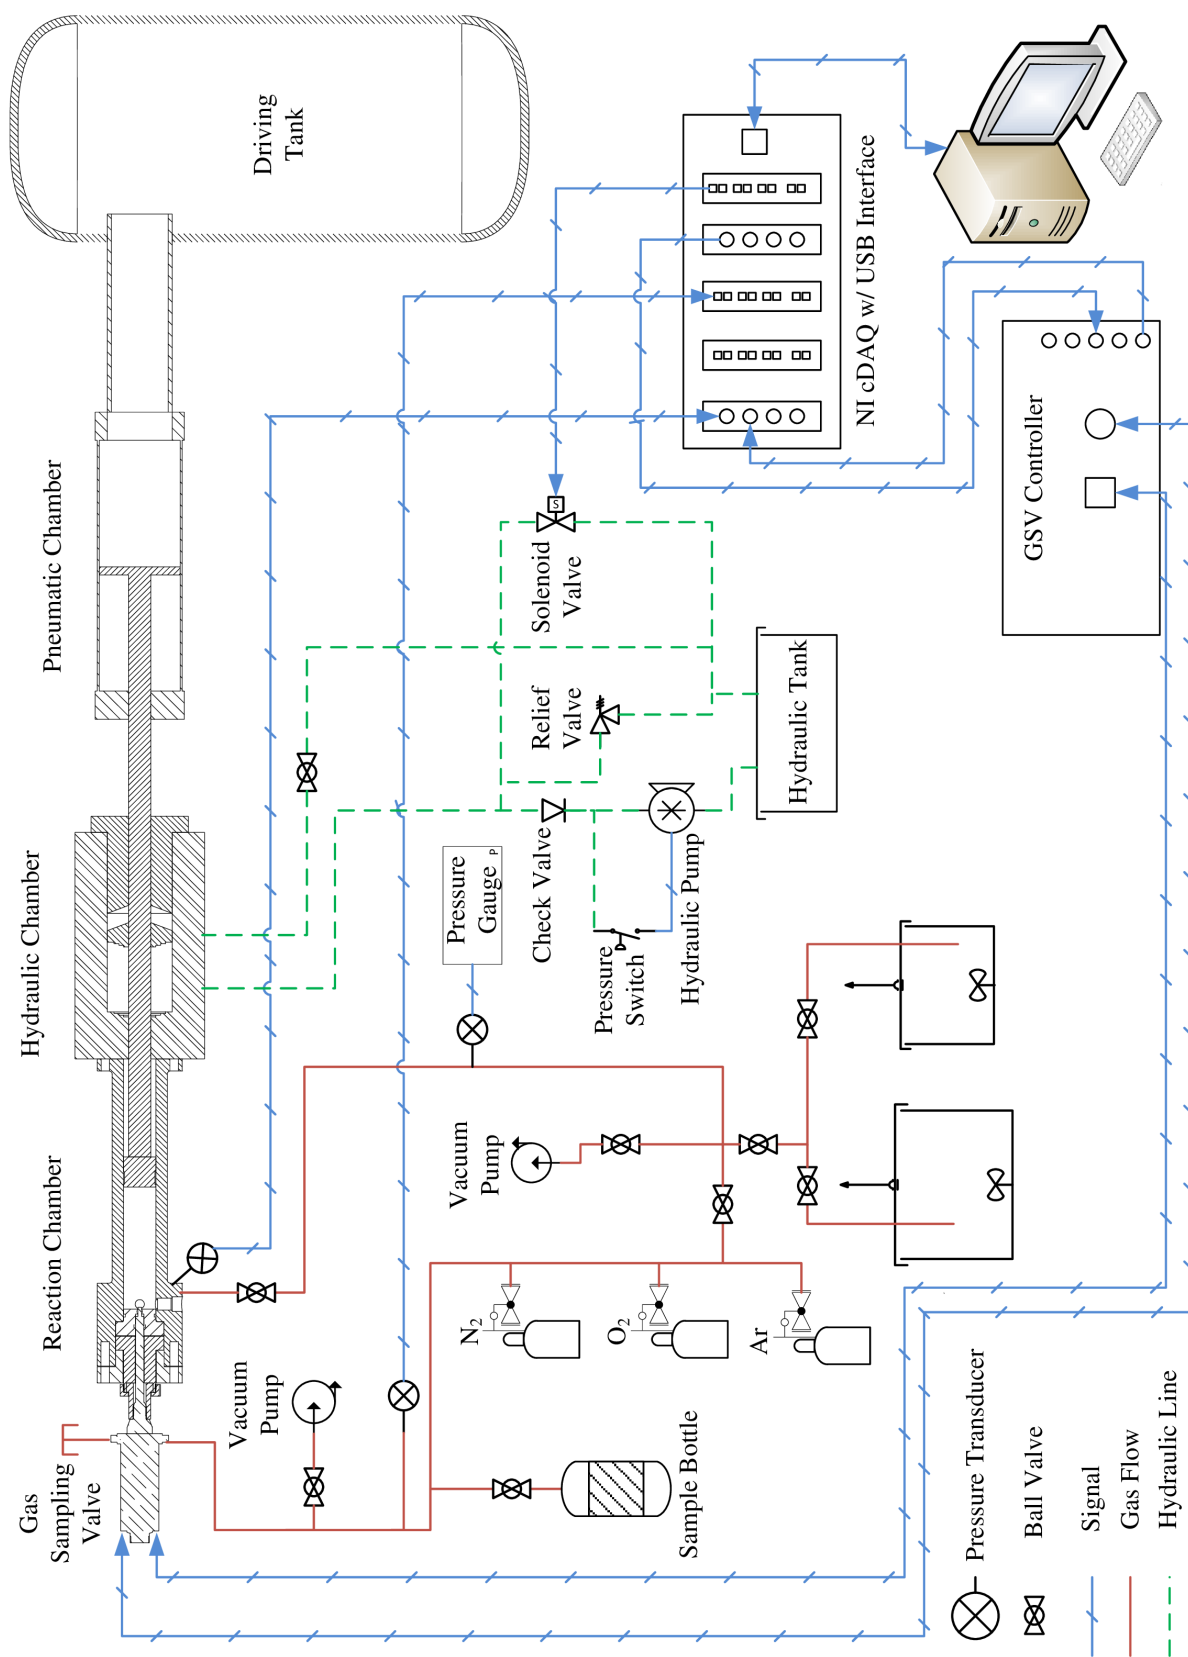 Driving
Tank
Pneumatic Chamber
Hydraulic Chamber
Reaction Chamber
Gas
Sampling
Valve
Solenoid
Valve
S
Relief
Valve
Check Valve
Pressure
Gauge P
Pressure
Switch
Hydraulic Pump
Hydraulic Tank
NI cDAQ w/ USB Interface
GSV Controller
Vacuum
Pump
Vacuum
Pump
N2
O2
Ar
Sample Bottle
Pressure Transducer
Ball Valve
Signal
Gas Flow
Hydraulic Line